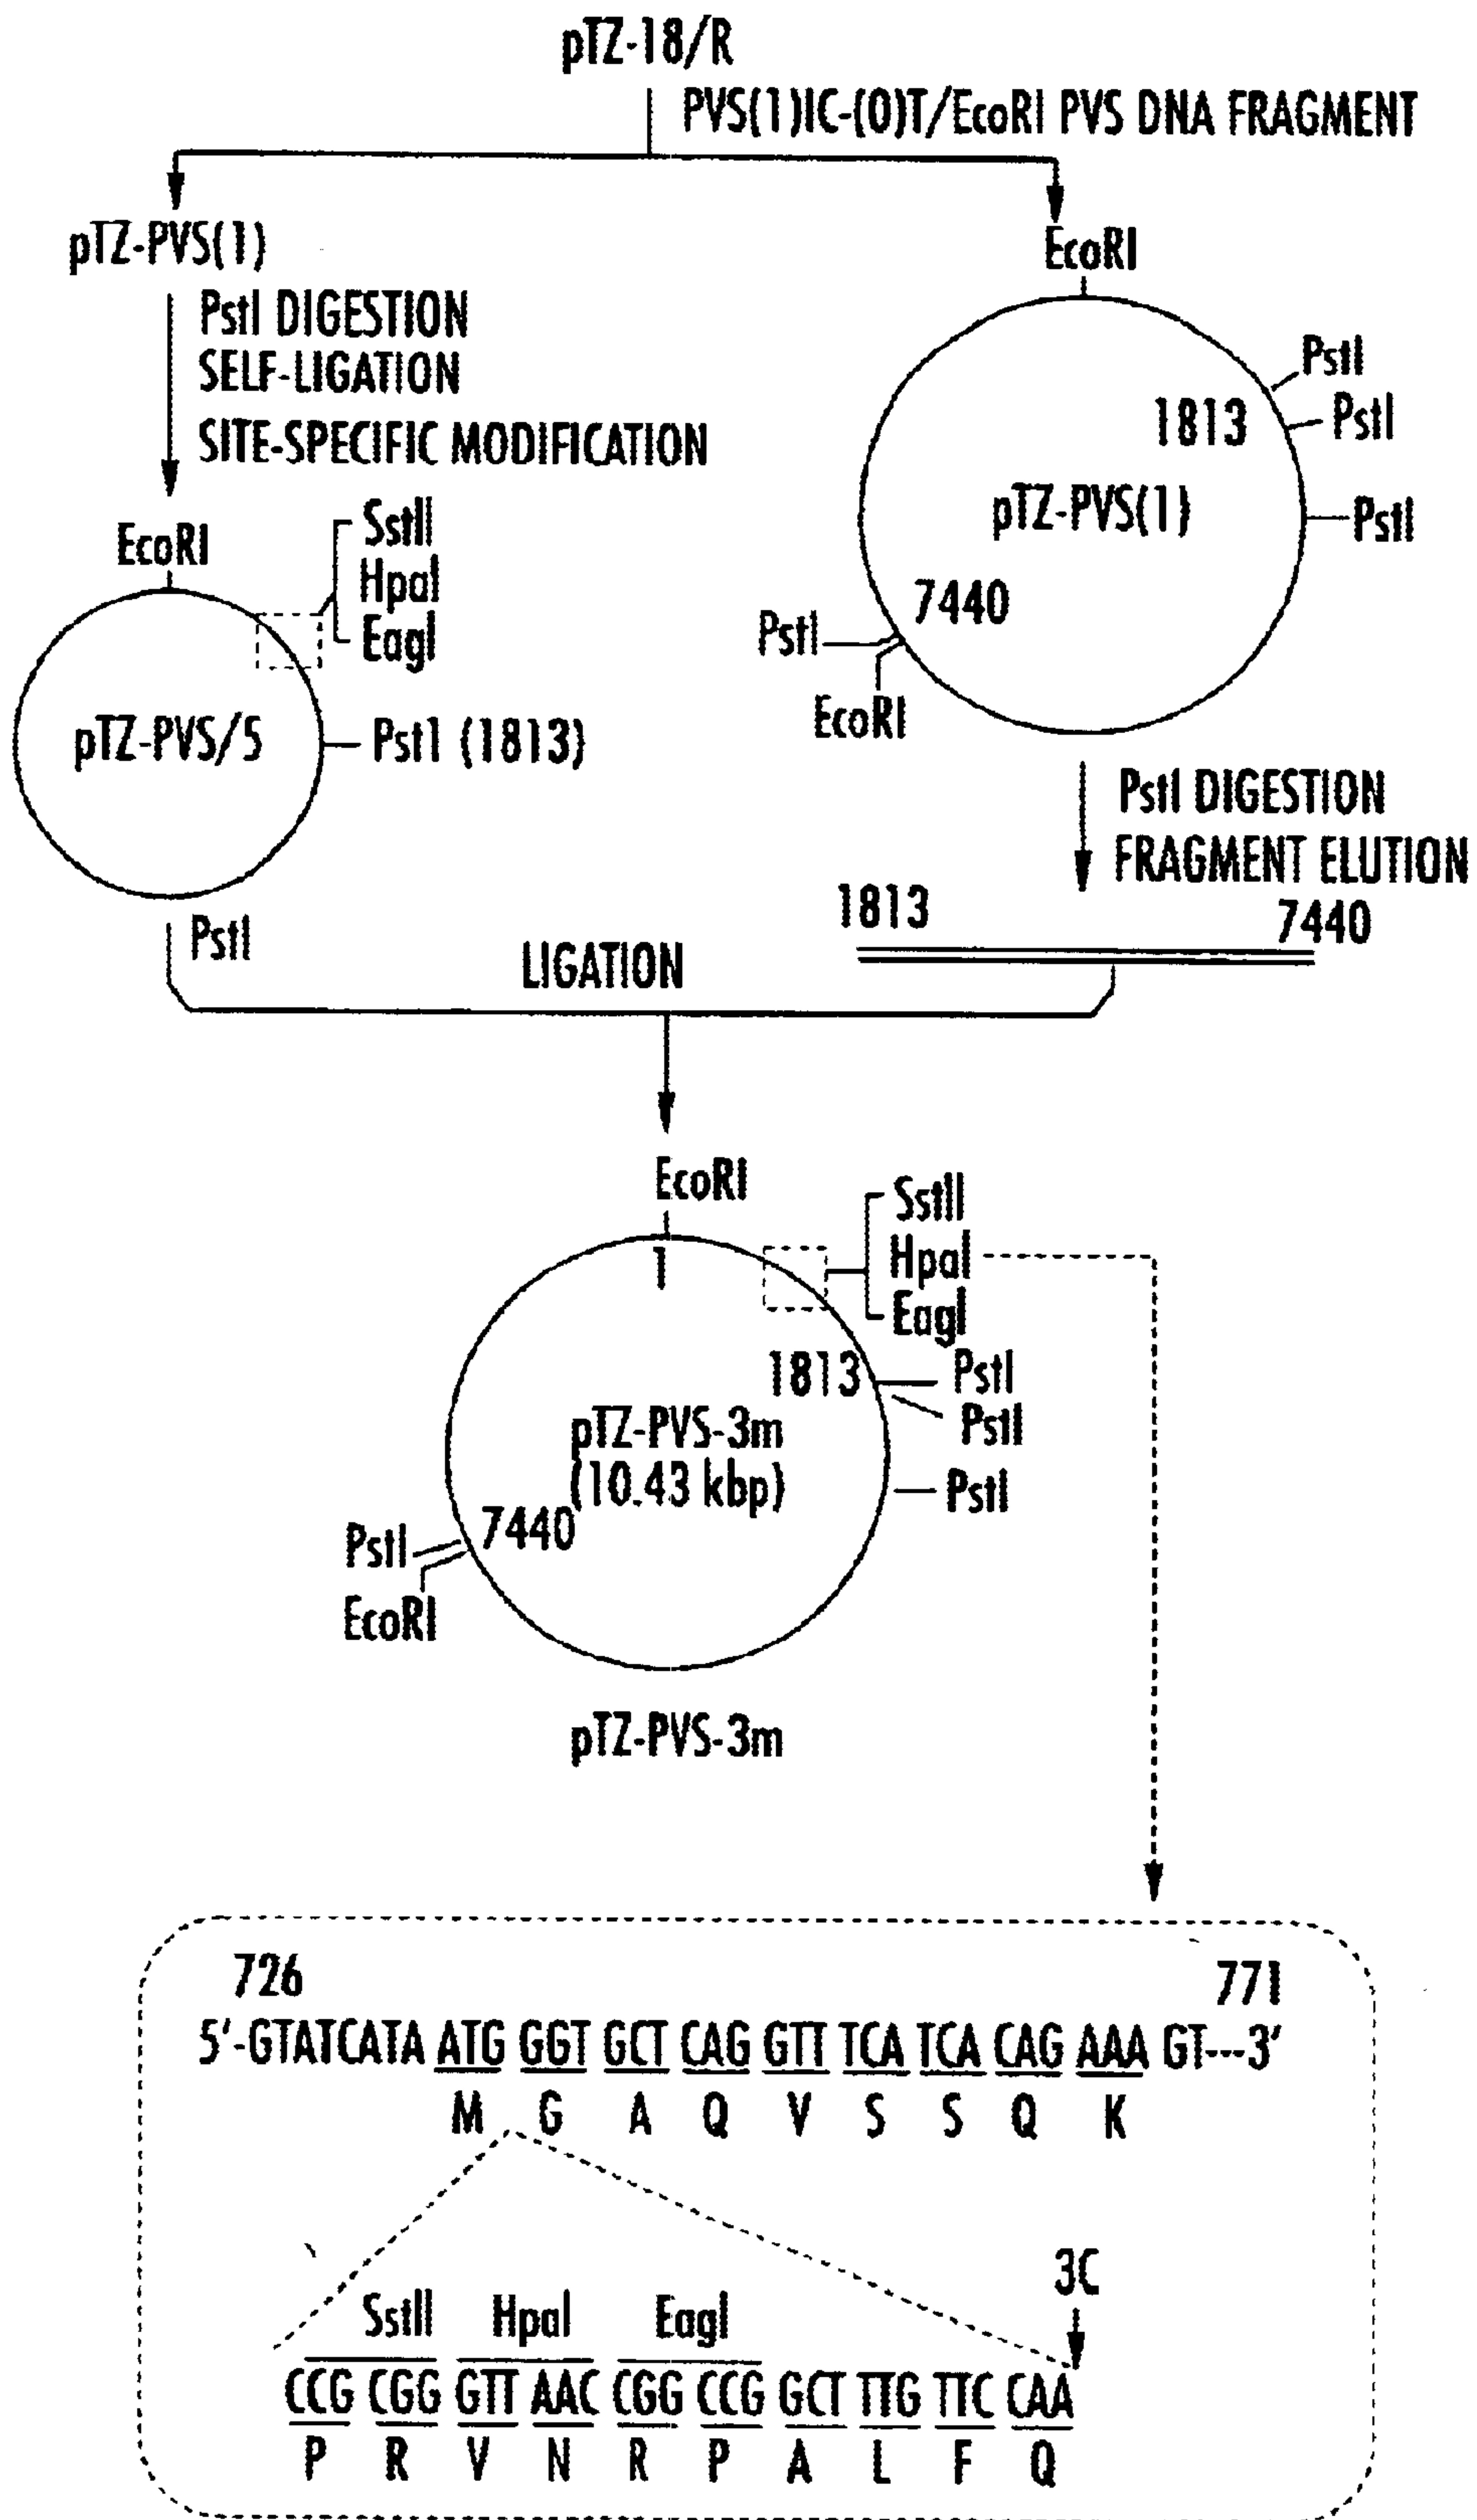 pTZ-18/R
PVS(1)IC-(0)T/EcoRI PVS DNA FRAGMENT
pTZ-PVS(1)
PstI DIGESTION
SELF-LIGATION
SITE-SPECIFIC MODIFICATION
EcoRI
SstII
HpaI
EagI
pTZ-PVS/5
PstI (1813)
PstI
EcoRI
PstI
1813
PstI
pTZ-PVS(1)
PstI
7440
PstI
EcoRI
PstI DIGESTION
FRAGMENT ELUTION
1813
7440
LIGATION
EcoRI
1
SstII
HpaI
EagI
1813
PstI
PstI
pTZ-PVS-3m
(10.43 kbp)
PstI
7440
PstI
EcoRI
pTZ-PVS-3m
726 771
5'-GTATCATA ATG GGT GCT CAG GTT TCA TCA CAG AAA GT---3'
M G A Q V S S Q K
3C
SstII HpaI EagI
CCG CGG GTT AAC CGG CCG GCT TTG TTC CAA
P R V N R P A L F Q